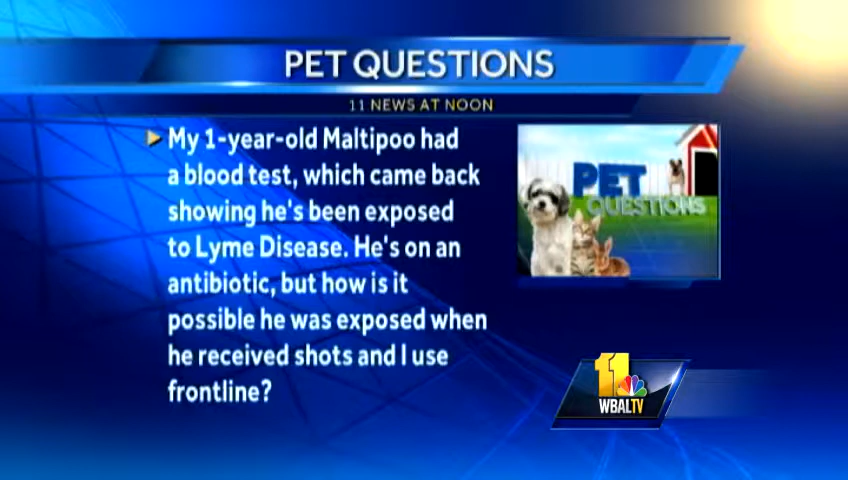 PET QUESTIONS
11 NEWS AT NOON
My 1-year-old Maltipoo had
a blood test, which came back
showing he's been exposed
to Lyme Disease. He's on an
antibiotic, but how is it
possible he was exposed when
he received shots and I use
frontline?
PET
QUESTIONS
11
WBALTV